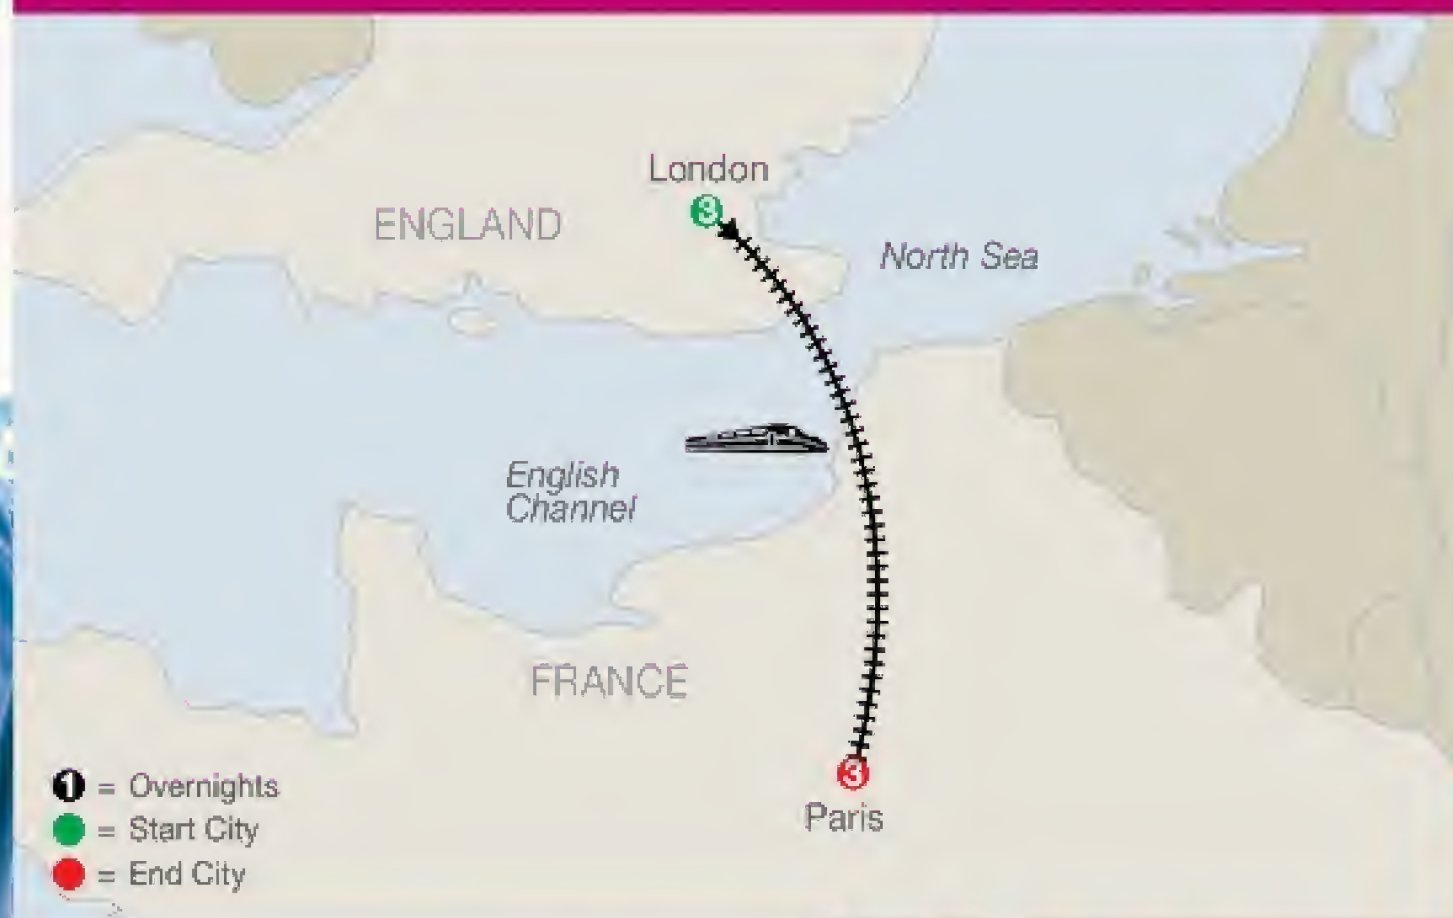 London
3
ENGLAND
North Sea
English
Channel
FRANCE
3
Paris
1 = Overnights
= Start City
= End City